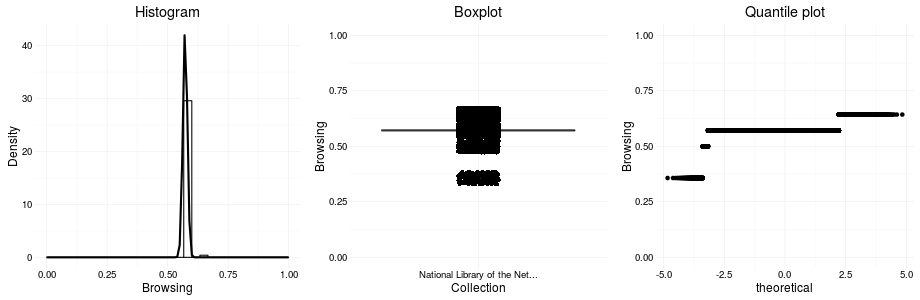 Histogram
Density
40
30
20
10
0
0.00 0.25 0.50 0.75 1.00
Browsing
Boxplot
Browsing
1.00
0.75
0.50
0.25
0.00
National Library of the Net...
Collection
Quantile plot
Browsing
1.00
0.75
0.50
0.25
0.00
-5.0 -2.5 0.0 2.5 5.0
theoretical